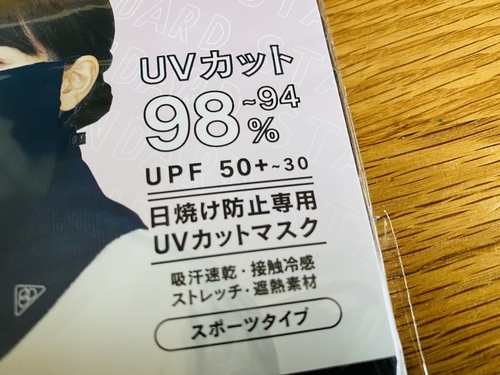 UVカット
98~94
%
UPF 50+~30
日焼け防止専用
UVカットマスク
吸汗速乾・接触冷感
ストレッチ・遮熱素材
スポーツタイプ